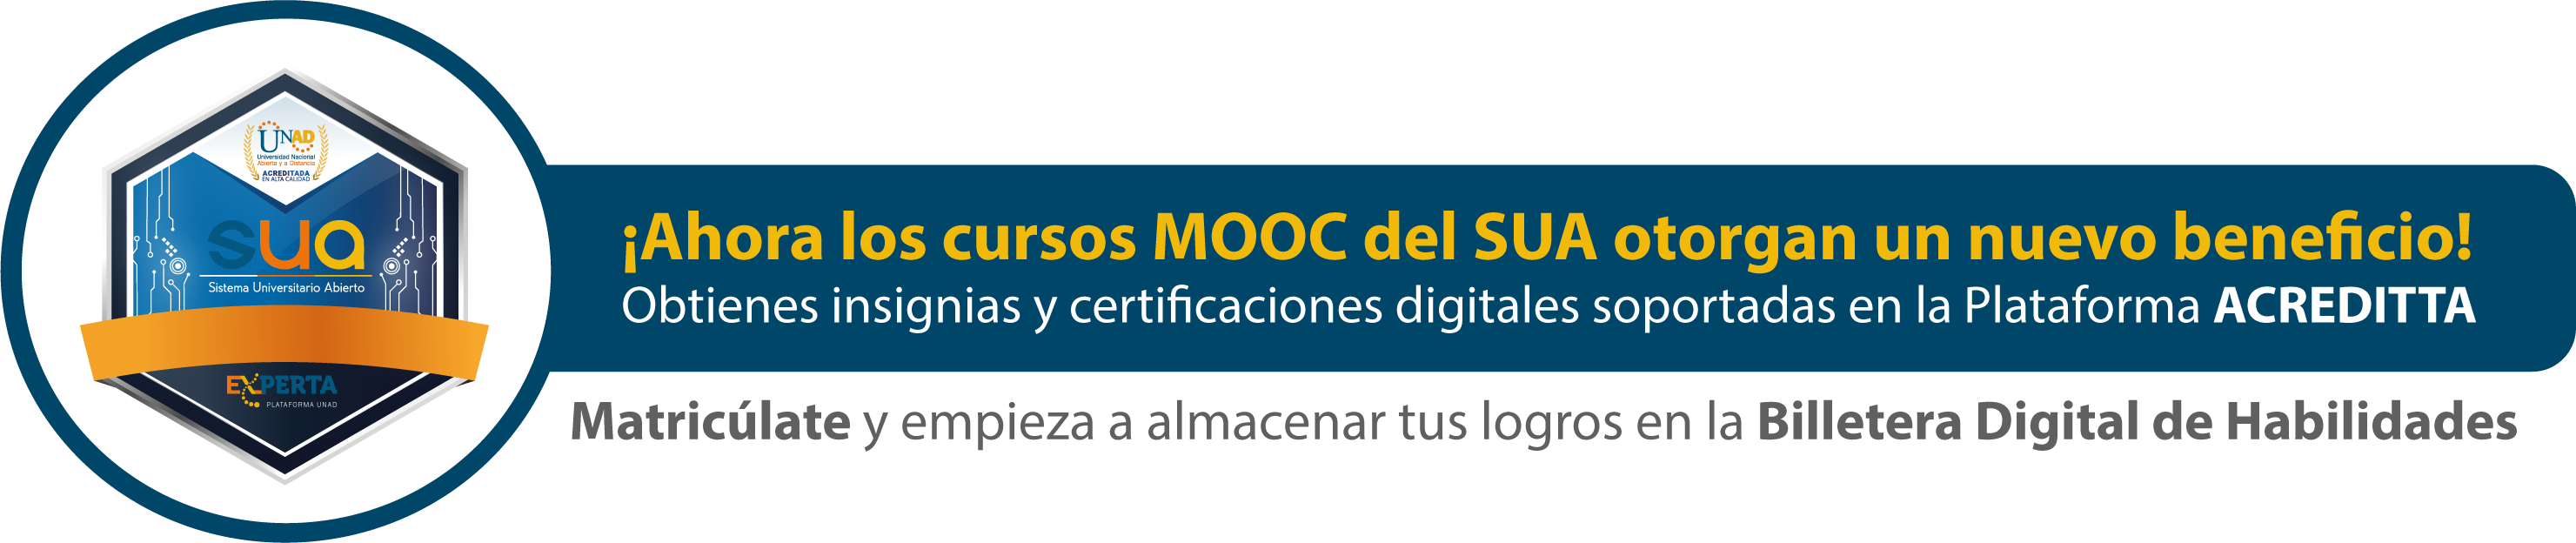 UNAD
Universidad Nacional
Abierta y a Distancia
ACREDITADA
EN ALTA CALIDAD
sua
Sistema Universitario Abierto
EXPERTA
PLATAFORMA UNAD
¡Ahora los cursos MOOC del SUA otorgan un nuevo beneficio!
Obtienes insignias y certificaciones digitales soportadas en la Plataforma ACREDITTA
Matricúlate y empieza a almacenar tus logros en la Billetera Digital de Habilidades